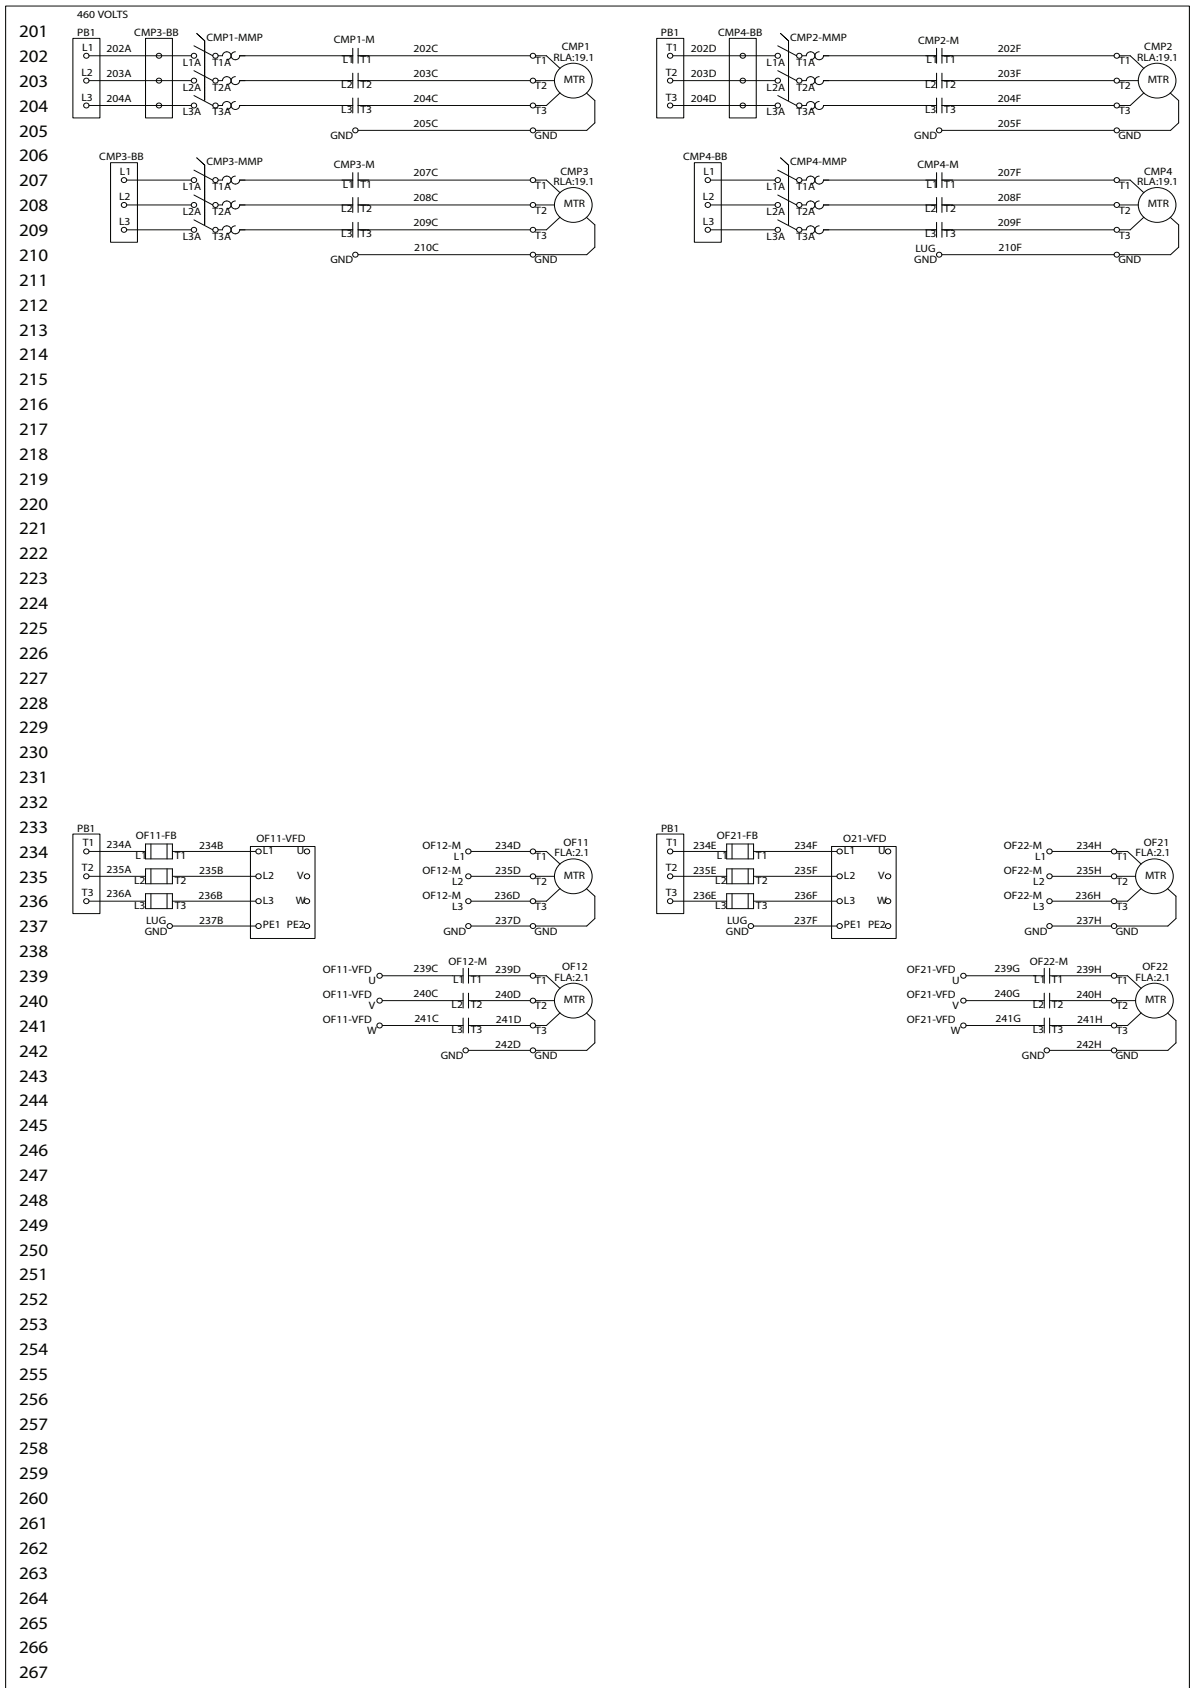 460 VOLTS
201
PB1 CMP3-BB CMP1-MMP CMP1-M CMP1 PB1 CMP4-BB CMP2-MMP CMP2-M CMP2
202 L1 202A L1A T1A L1 T1 202C T1 RLA:19.1 T1 202D L1A T1A L1 T1 202F T1 RLA:19.1
203 L2 203A L2A T2A L2 T2 203C T2 MTR T2 203D L2A T2A L2 T2 203F T2 MTR
204 L3 204A L3A T3A L3 T3 204C T3 T3 204D L3A T3A L3 T3 204F T3
205 GND 205C GND GND 205F GND
206
CMP3-BB CMP3-MMP CMP3-M CMP3 CMP4-BB CMP4-MMP CMP4-M CMP4
207 L1 L1A T1A L1 T1 207C T1 RLA:19.1 L1 L1A T1A L1 T1 207F T1 RLA:19.1
208 L2 L2A T2A L2 T2 208C T2 MTR L2 L2A T2A L2 T2 208F T2 MTR
209 L3 L3A T3A L3 T3 209C T3 L3 L3A T3A L3 T3 209F T3
210 GND 210C GND LUG GND 210F GND
211
212
213
214
215
216
217
218
219
220
221
222
223
224
225
226
227
228
229
230
231
232
233
PB1 OF11-FB OF11-VFD OF11 PB1 OF21-FB O21-VFD OF21
234 T1 234A L1 T1 234B L1 U OF12-M L1 234D T1 FLA:2.1 T1 234E L1 T1 234F L1 U OF22-M L1 234H T1 FLA:2.1
235 T2 235A L2 T2 235B L2 V OF12-M L2 235D T2 MTR T2 235E L2 T2 235F L2 V OF22-M L2 235H T2 MTR
236 T3 236A L3 T3 236B L3 W OF12-M L3 236D T3 T3 236E L3 T3 236F L3 W OF22-M L3 236H T3
237 LUG GND 237B PE1 PE2 GND 237D GND LUG GND 237F PE1 PE2 GND 237H GND
238
OF12-M OF12 OF22-M OF22
239 OF11-VFD U 239C L1 T1 239D T1 FLA:2.1 OF21-VFD U 239G L1 T1 239H T1 FLA:2.1
240 OF11-VFD V 240C L2 T2 240D T2 MTR OF21-VFD V 240G L2 T2 240H T2 MTR
241 OF11-VFD W 241C L3 T3 241D T3 OF21-VFD W 241G L3 T3 241H T3
242 GND 242D GND GND 242H GND
243
244
245
246
247
248
249
250
251
252
253
254
255
256
257
258
259
260
261
262
263
264
265
266
267